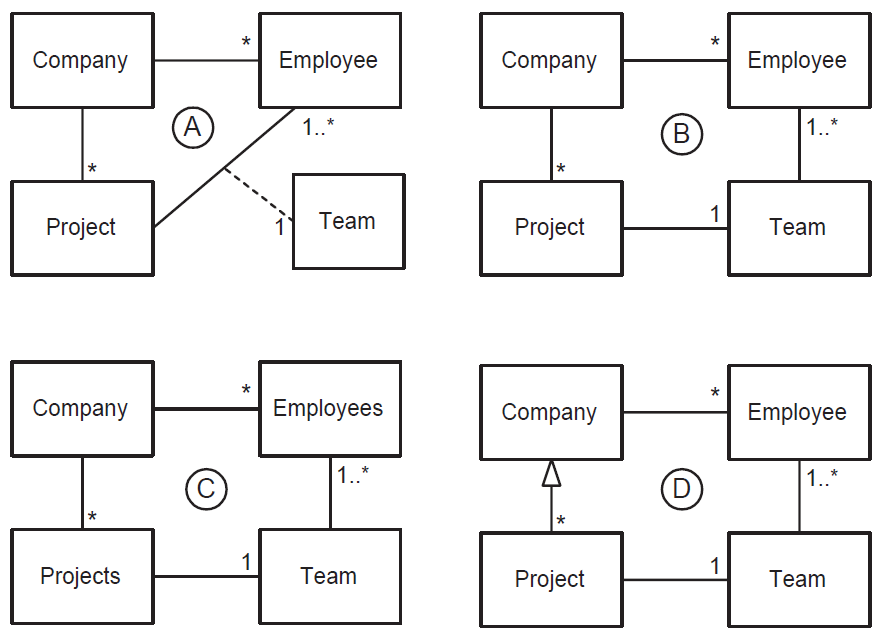 Company * Employee
A
1..*
*
Project 1 Team
Company * Employee
B 1..*
*
Project 1 Team
Company * Employees
C 1..*
*
Projects 1 Team
Company * Employee
D 1..*
*
Project 1 Team